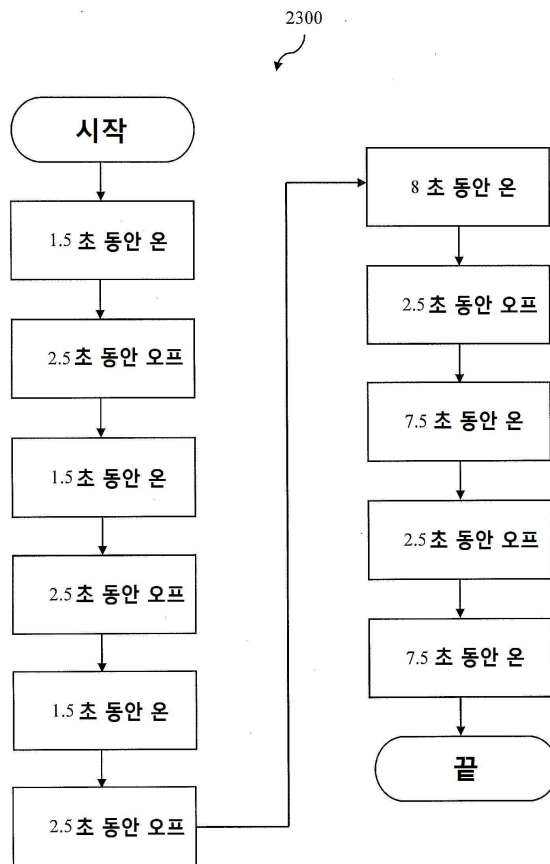 2300
시작
1.5 초 동안 온
2.5 초 동안 오프
1.5 초 동안 온
2.5 초 동안 오프
1.5 초 동안 온
2.5 초 동안 오프
8 초 동안 온
2.5 초 동안 오프
7.5 초 동안 온
2.5 초 동안 오프
7.5 초 동안 온
끝